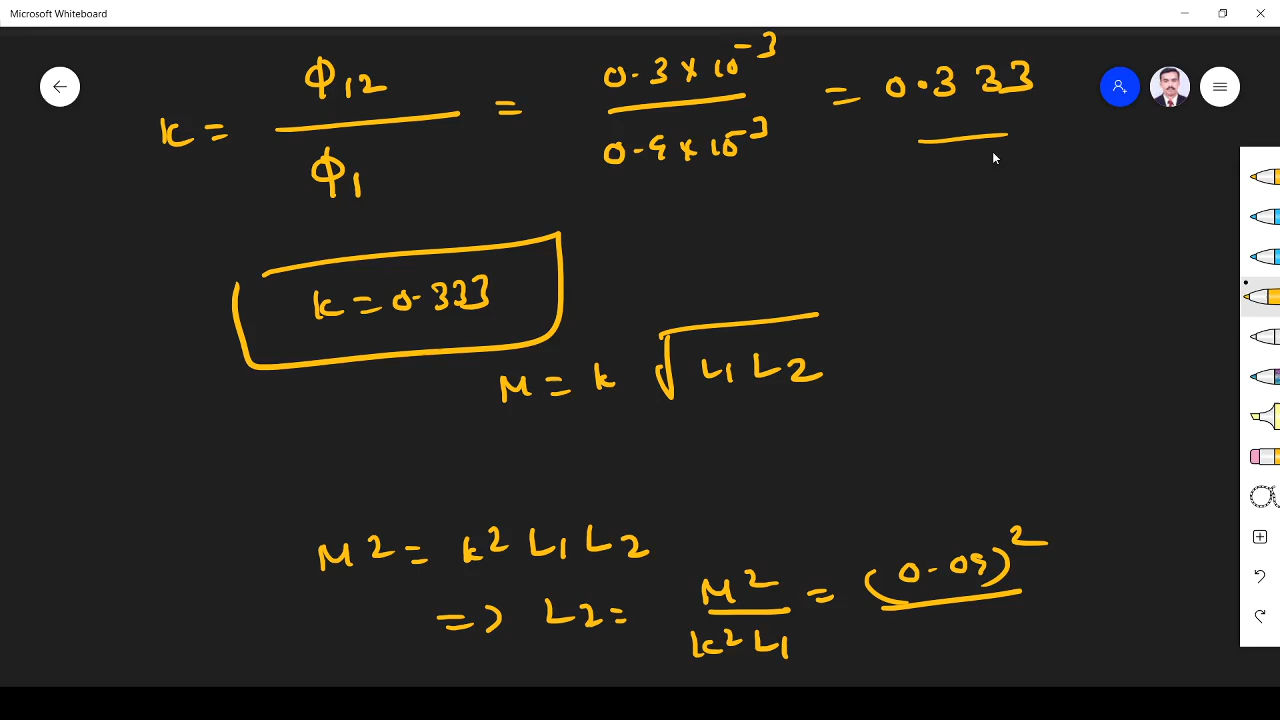 Microsoft Whiteboard
k = Φ12 / Φ1 = 0.3 × 10^-3 / 0.9 × 10^-3 = 0.333
k = 0.333
M = k √L1 L2
M2 = k2 L1 L2
=> L2 = M2 / k2 L1 = (0.09)2